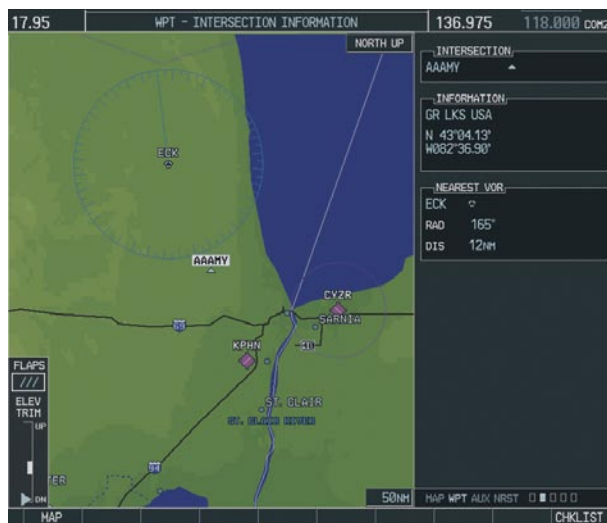 17.95
WPT - INTERSECTION INFORMATION
136.975
118.000 COM2
NORTH UP
INTERSECTION
AAAMY
INFORMATION
GR LKS USA
N 43°04.13'
W082°36.90'
NEAREST VOR
ECK
RAD 165°
DIS 12NM
ECK
AAAMY
CYZR
SARNIA
KPHN
ST. CLAIR
ST. CLAIR RIVER
94
FLAPS
ELEV
TRIM
UP
DN
TER
50NM
MAP WPT AUX NRST
MAP
CHKLIST